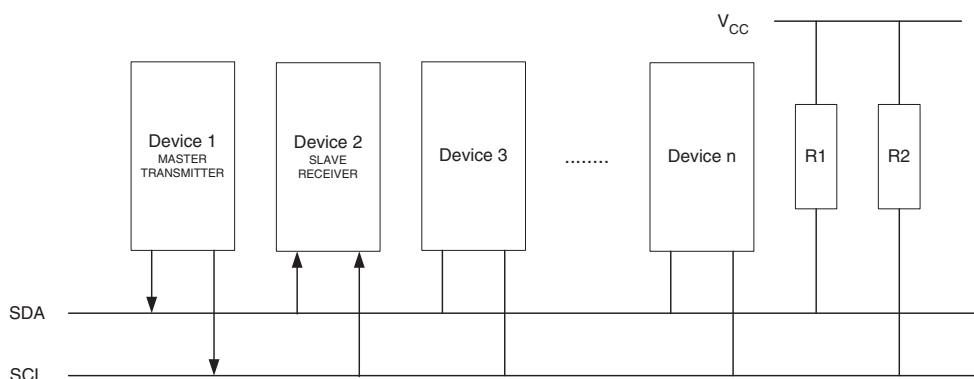 VCC
Device 1
MASTER
TRANSMITTER
Device 2
SLAVE
RECEIVER
Device 3
........
Device n
R1
R2
SDA
SCL